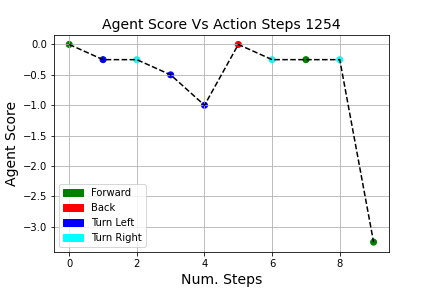 Agent Score Vs Action Steps 1254
Agent Score
0.0
−0.5
−1.0
−1.5
−2.0
−2.5
−3.0
Forward
Back
Turn Left
Turn Right
0 2 4 6 8
Num. Steps